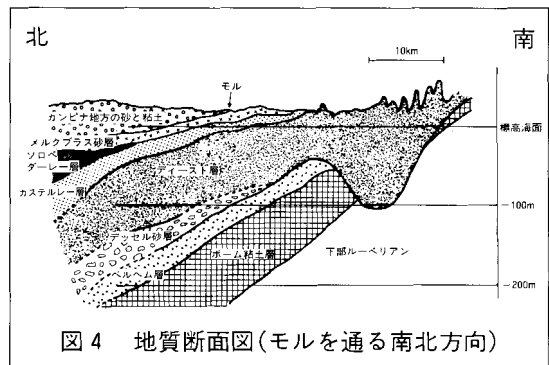 北
南
10km
モル
カンピナ地方の砂と粘土
標高海面
メルクプラス砂層
ソロベ
ダーレー層
カステルレー層
ディースト層
−100m
デッセル砂層
ボーム粘土層
下部ルーペリアン
ベルヘム層
−200m
図4 地質断面図(モルを通る南北方向)